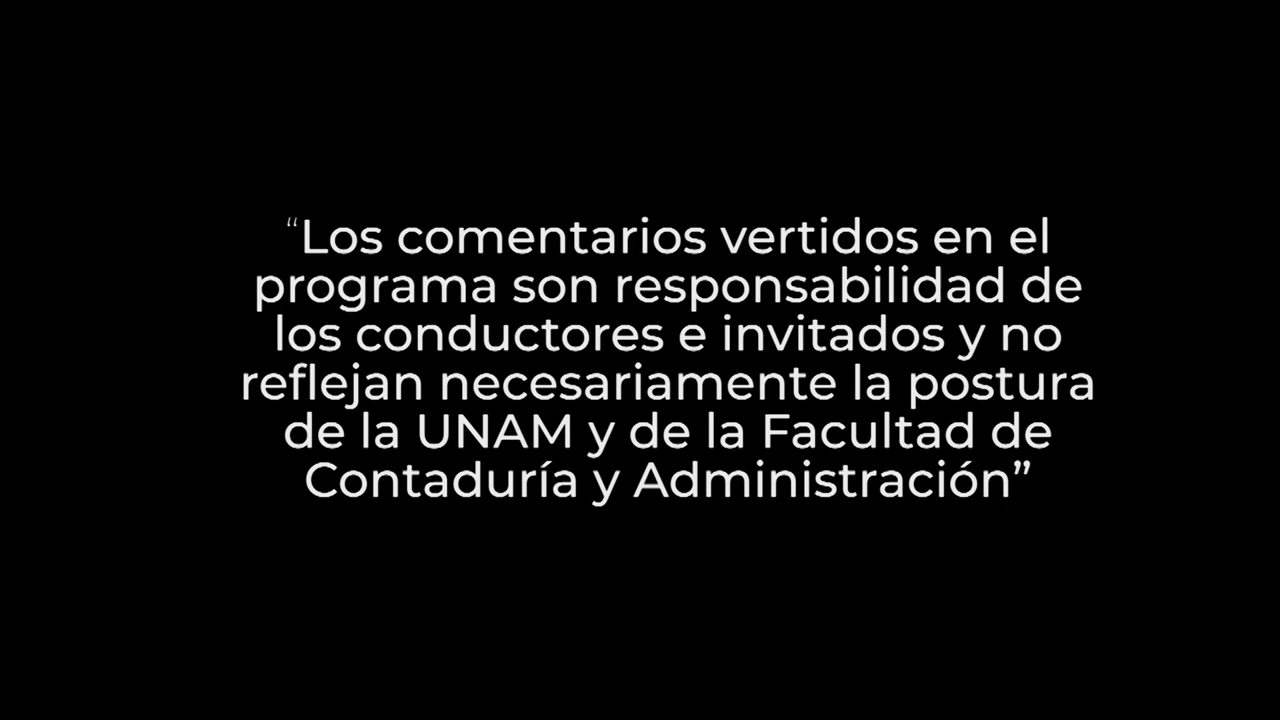 “Los comentarios vertidos en el
programa son responsabilidad de
los conductores e invitados y no
reflejan necesariamente la postura
de la UNAM y de la Facultad de
Contaduría y Administración”